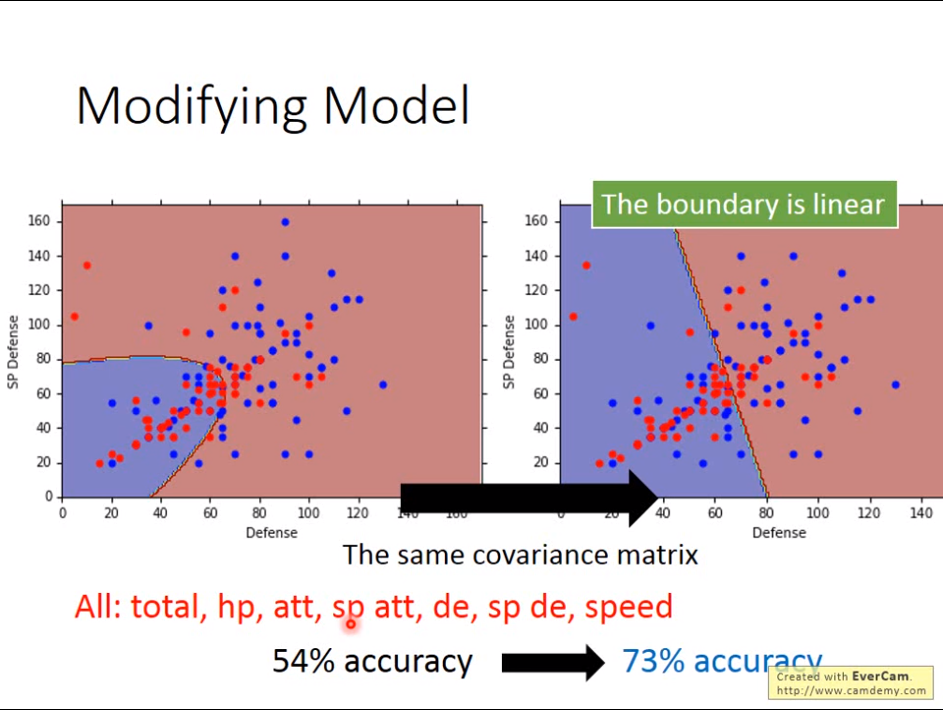 Modifying Model
The boundary is linear
160
140
120
100
80
60
40
20
0
SP Defense
0 20 40 60 80 100 120 140 160
Defense
160
140
120
100
80
60
40
20
SP Defense
0 20 40 60 80 100 120 140
Defense
The same covariance matrix
All: total, hp, att, sp att, de, sp de, speed
54% accuracy 73% accuracy
Created with EverCam.
http://www.camdemy.com